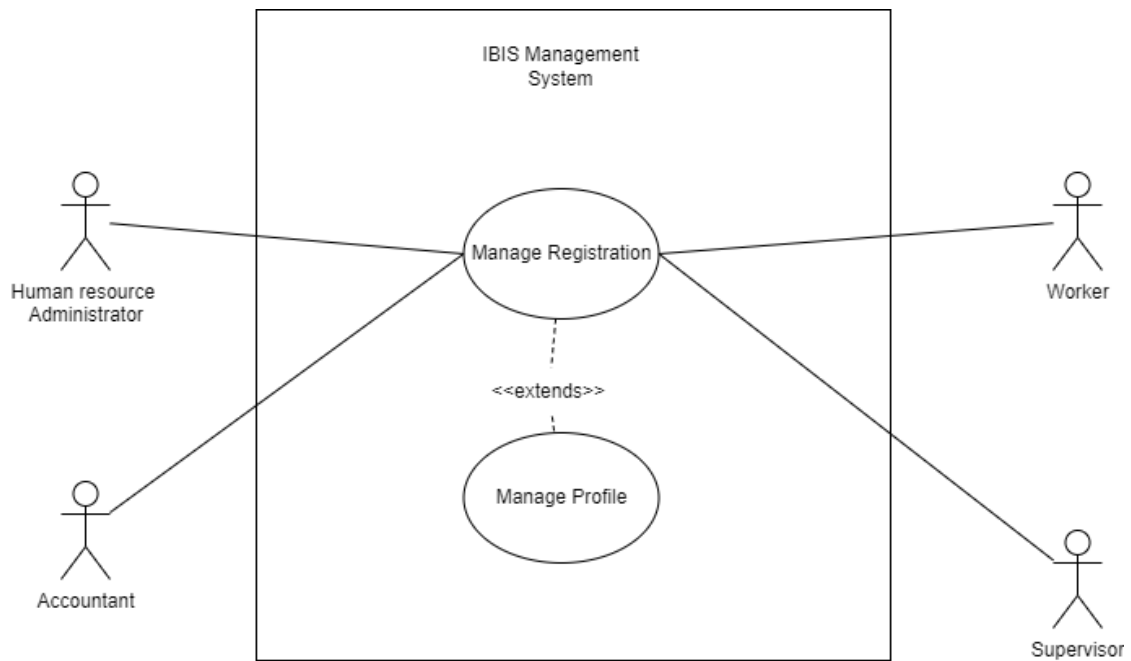 IBIS Management
System
Human resource
Administrator
Manage Registration
Worker
<<extends>>
Manage Profile
Accountant
Supervisor